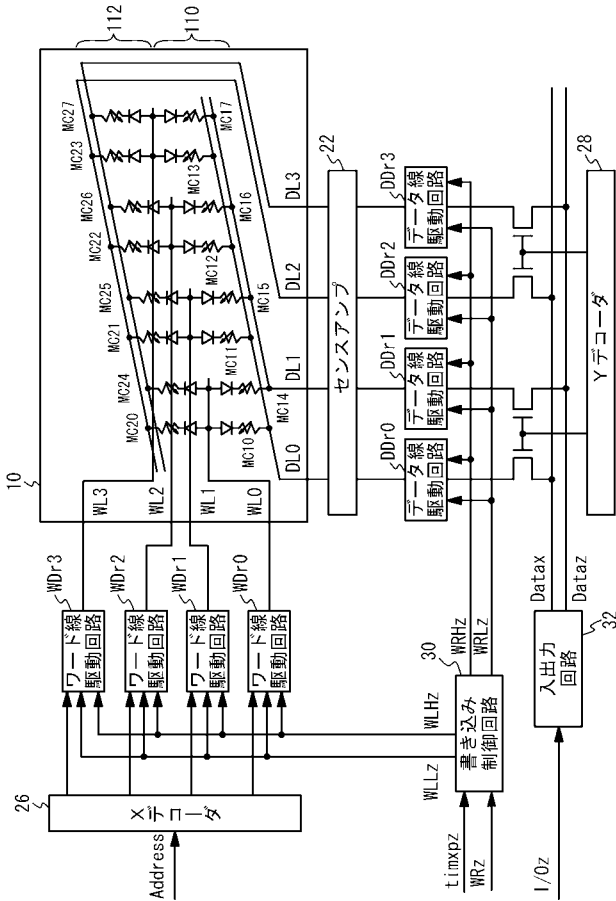 10
112
110
MC20
MC24
MC21
MC25
MC22
MC26
MC23
MC27
MC10
MC14
MC11
MC15
MC12
MC16
MC13
MC17
WL3
WL2
WL1
WL0
DL0
DL1
DL2
DL3
WDr3
ワード線
駆動回路
WDr2
ワード線
駆動回路
WDr1
ワード線
駆動回路
WDr0
ワード線
駆動回路
26
Xデコーダ
Address
センスアンプ
22
DDr0
データ線
駆動回路
DDr1
データ線
駆動回路
DDr2
データ線
駆動回路
DDr3
データ線
駆動回路
WLLz
WLHz
30
書き込み
制御回路
timxpz
WRz
WRHz
WRLz
Datax
Dataz
入出力
回路
32
I/Oz
Yデコーダ
28